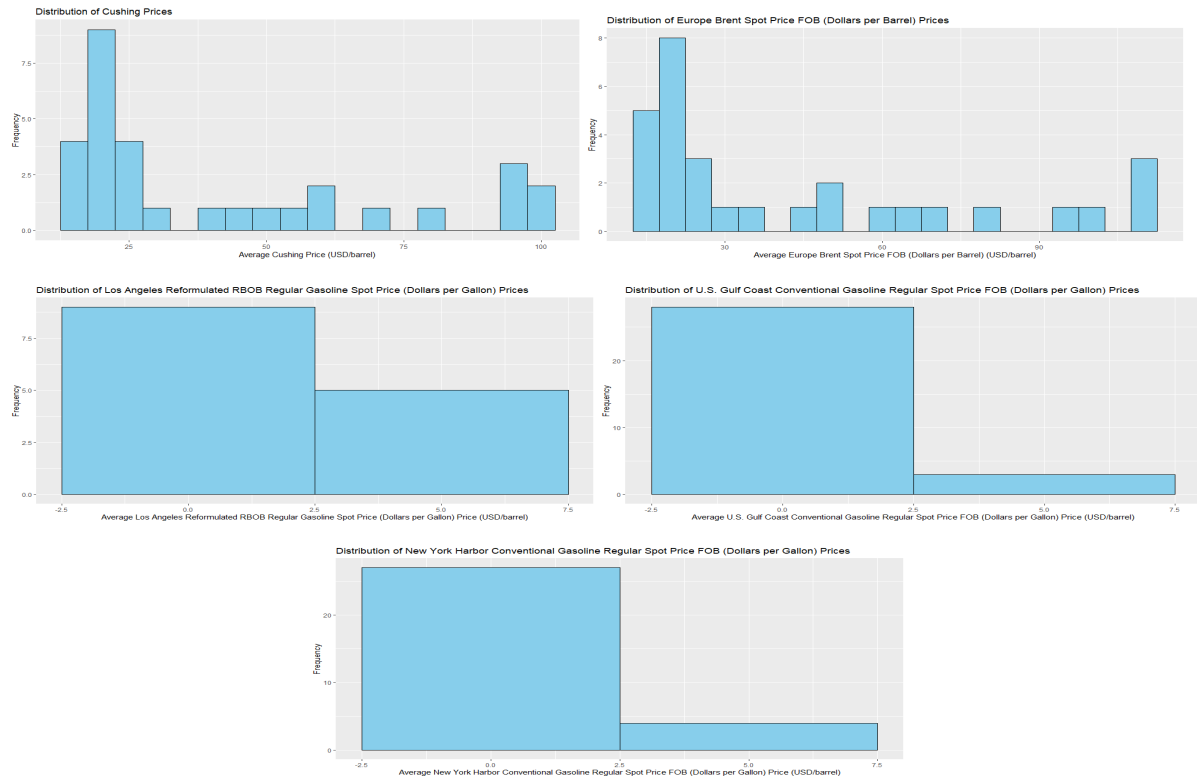 Distribution of Cushing Prices
7.5
5.0
2.5
0.0
Frequency
25
50
75
100
Average Cushing Price (USD/barrel)
Distribution of Europe Brent Spot Price FOB (Dollars per Barrel) Prices
8
6
4
2
0
Frequency
30
60
90
Average Europe Brent Spot Price FOB (Dollars per Barrel) (USD/barrel)
Distribution of Los Angeles Reformulated RBOB Regular Gasoline Spot Price (Dollars per Gallon) Prices
7.5
5.0
2.5
0.0
Frequency
-2.5
0.0
2.5
5.0
7.5
Average Los Angeles Reformulated RBOB Regular Gasoline Spot Price (Dollars per Gallon) Price (USD/barrel)
Distribution of U.S. Gulf Coast Conventional Gasoline Regular Spot Price FOB (Dollars per Gallon) Prices
20
10
0
Frequency
-2.5
0.0
2.5
5.0
7.5
Average U.S. Gulf Coast Conventional Gasoline Regular Spot Price FOB (Dollars per Gallon) Price (USD/barrel)
Distribution of New York Harbor Conventional Gasoline Regular Spot Price FOB (Dollars per Gallon) Prices
20
10
0
Frequency
-2.5
0.0
2.5
5.0
7.5
Average New York Harbor Conventional Gasoline Regular Spot Price FOB (Dollars per Gallon) Price (USD/barrel)